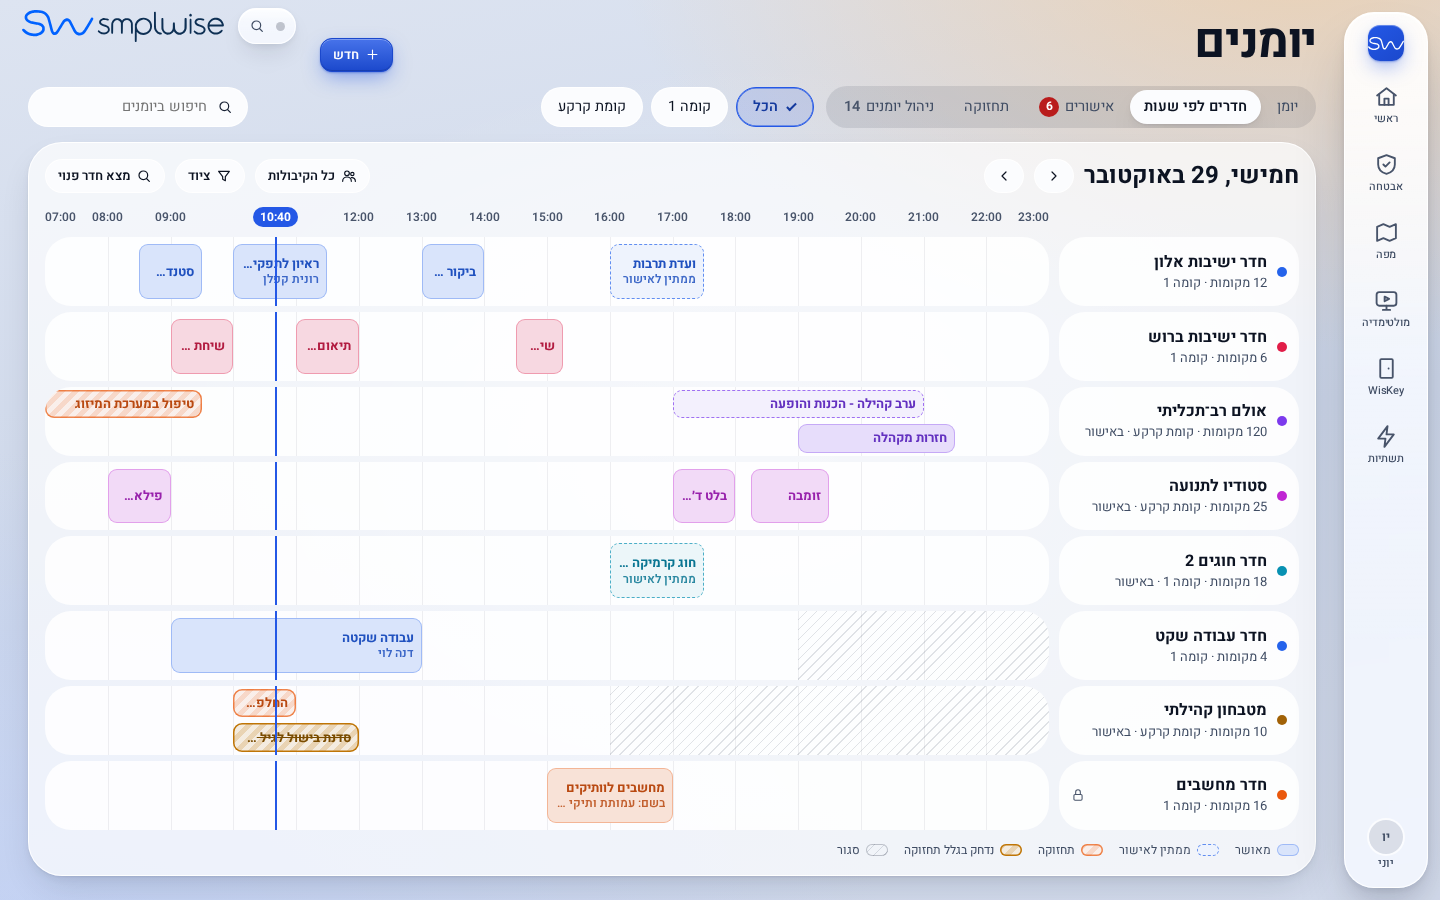 יומנים
+ חדש
smplwise
SW
ראשי
אבטחה
מפה
מולטימדיה
WisKey
תשתיות
יו
יוני
יומן
חדרים לפי שעות
אישורים 6
תחזוקה
ניהול יומנים 14
הכל
קומה 1
קומת קרקע
חיפוש ביומנים
חמישי, 29 באוקטובר
כל הקיבולות
ציוד
מצא חדר פנוי
07:00 08:00 09:00 10:40 12:00 13:00 14:00 15:00 16:00 17:00 18:00 19:00 20:00 21:00 22:00 23:00
חדר ישיבות אלון
12 מקומות · קומה 1
ועדת תרבות
ממתין לאישור
ביקור ...
ראיון לתפקי...
רונית קפלן
סטנד...
חדר ישיבות ברוש
6 מקומות · קומה 1
שי...
תיאום...
שיחת ...
אולם רב־תכליתי
120 מקומות · קומת קרקע · באישור
ערב קהילה - הכנות והופעה
חזרות מקהלה
טיפול במערכת המיזוג
סטודיו לתנועה
25 מקומות · קומת קרקע · באישור
זומבה
בלט ד׳...
פילא...
חדר חוגים 2
18 מקומות · קומה 1 · באישור
חוג קרמיקה ...
ממתין לאישור
חדר עבודה שקט
4 מקומות · קומה 1
עבודה שקטה
דנה לוי
מטבחון קהילתי
10 מקומות · קומת קרקע · באישור
החלפ...
סדנת בישול לגיל ...
חדר מחשבים
16 מקומות · קומה 1
מחשבים לוותיקים
בשם: עמותת ותיקי ...
מאושר
ממתין לאישור
תחזוקה
נדחק בגלל תחזוקה
סגור